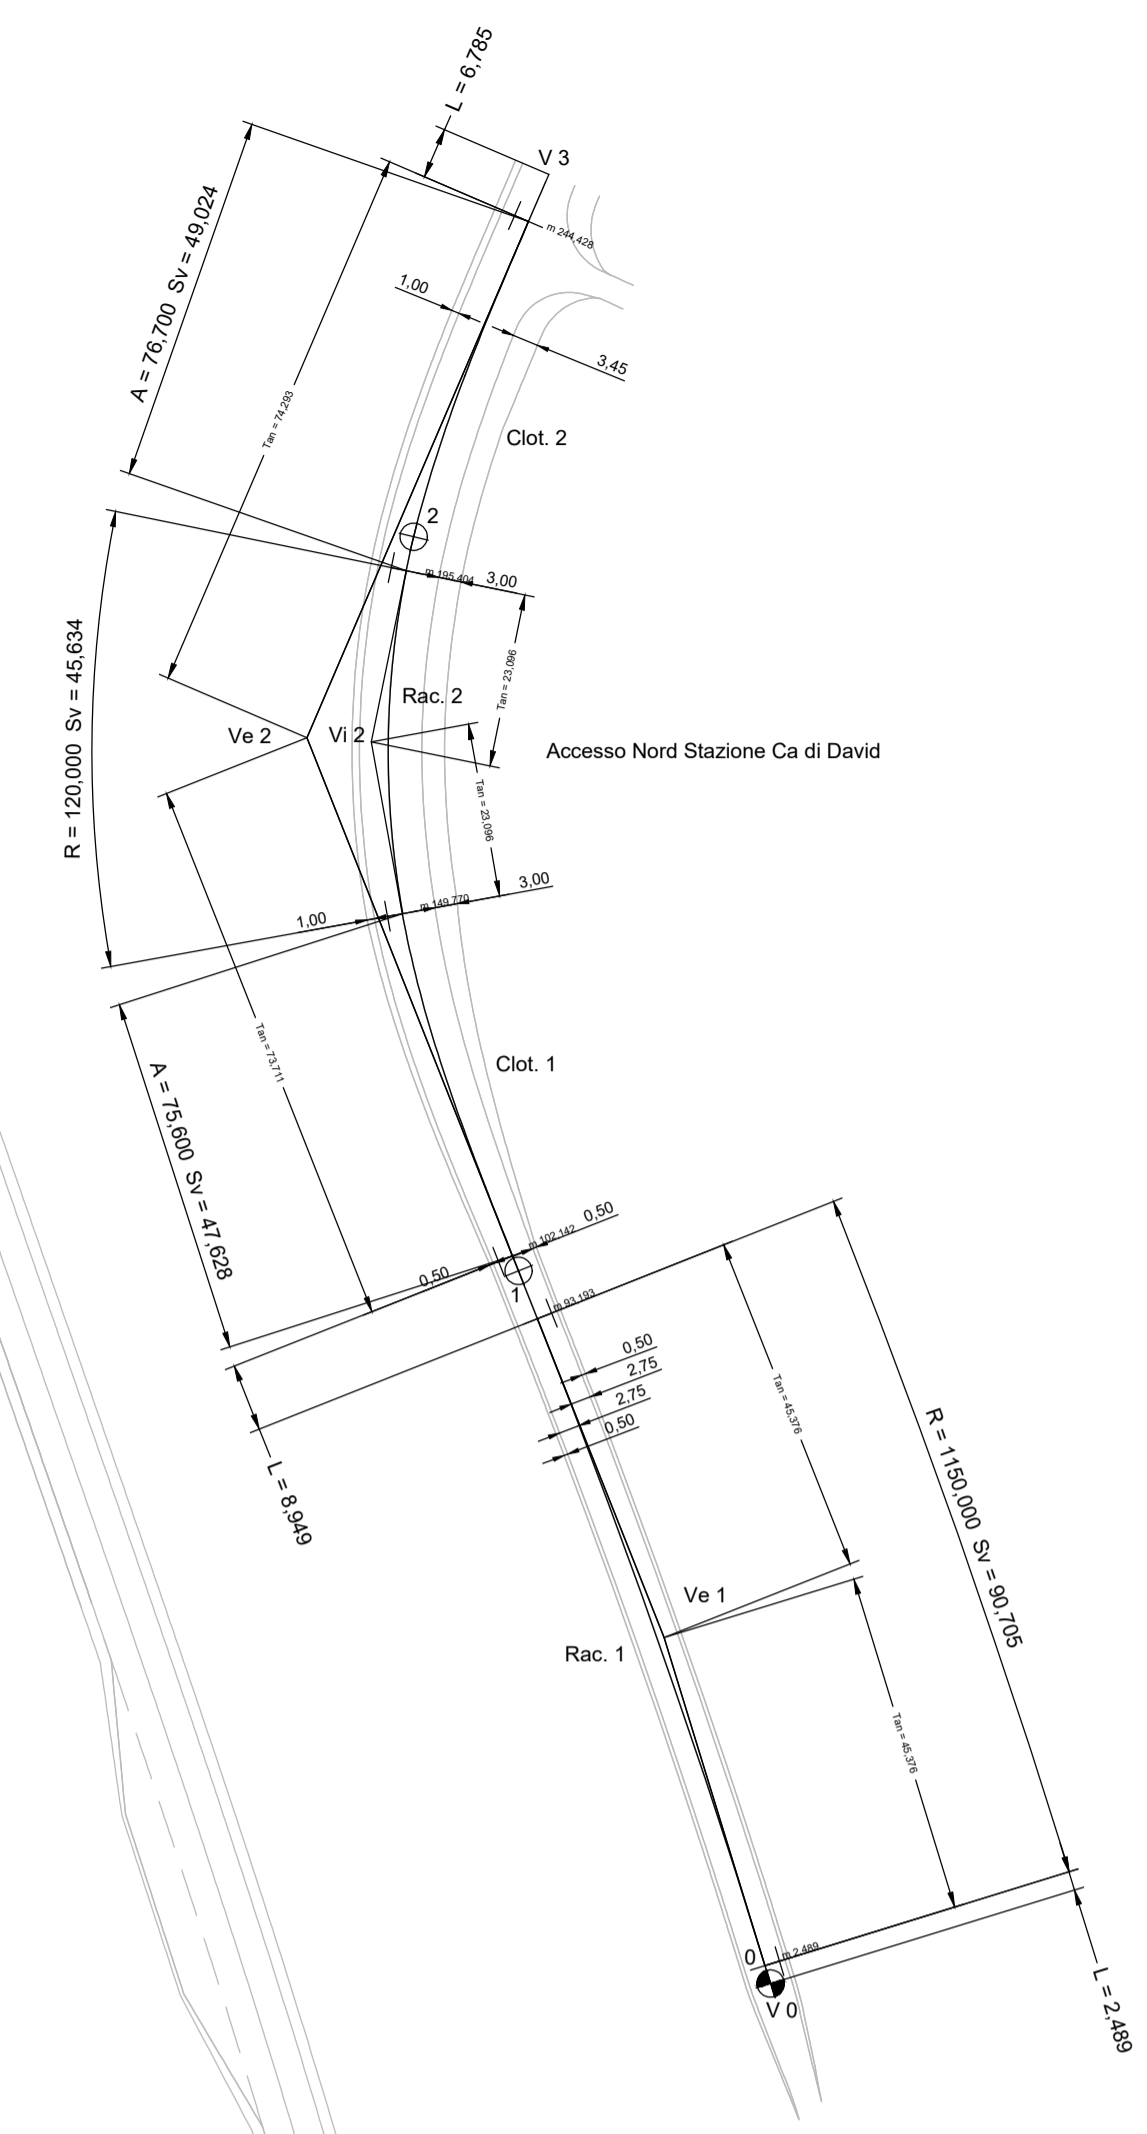 L = 6,785
V 3
A = 76,700 Sv = 49,024
m 244,428
1,00
3,45
Tan = 74,293
Clot. 2
2
m 195,404
3,00
R = 120,000 Sv = 45,634
Tan = 23,096
Rac. 2
Ve 2
Vi 2
Accesso Nord Stazione Ca di David
Tan = 23,096
3,00
m 149,770
1,00
Tan = 73,711
Clot. 1
A = 75,600 Sv = 47,628
0,50
m 102,142
0,50
1
m 93,193
0,50
2,75
2,75
0,50
Tan = 45,376
R = 1150,000 Sv = 90,705
L = 8,949
Ve 1
Rac. 1
Tan = 45,376
0
m 2,489
V 0
L = 2,489